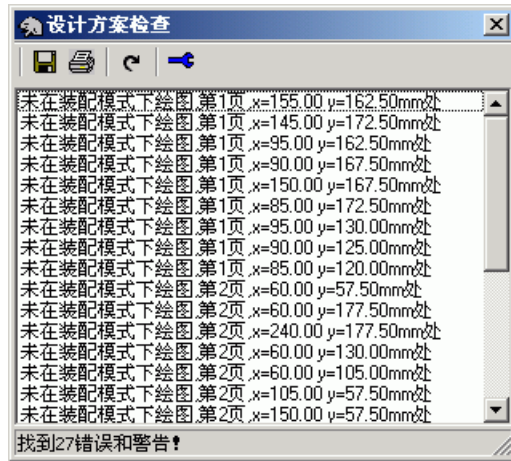 设计方案检查
未在装配模式下绘图,第1页 ,x=155.00 y=162.50mm处
未在装配模式下绘图,第1页 ,x=145.00 y=172.50mm处
未在装配模式下绘图,第1页 ,x=95.00 y=162.50mm处
未在装配模式下绘图,第1页 ,x=90.00 y=167.50mm处
未在装配模式下绘图,第1页 ,x=150.00 y=167.50mm处
未在装配模式下绘图,第1页 ,x=85.00 y=172.50mm处
未在装配模式下绘图,第1页 ,x=95.00 y=130.00mm处
未在装配模式下绘图,第1页 ,x=90.00 y=125.00mm处
未在装配模式下绘图,第1页 ,x=85.00 y=120.00mm处
未在装配模式下绘图,第2页 ,x=60.00 y=57.50mm处
未在装配模式下绘图,第2页 ,x=60.00 y=177.50mm处
未在装配模式下绘图,第2页 ,x=240.00 y=177.50mm处
未在装配模式下绘图,第2页 ,x=60.00 y=130.00mm处
未在装配模式下绘图,第2页 ,x=60.00 y=105.00mm处
未在装配模式下绘图,第2页 ,x=105.00 y=57.50mm处
未在装配模式下绘图,第2页 ,x=150.00 y=57.50mm处
找到27错误和警告!